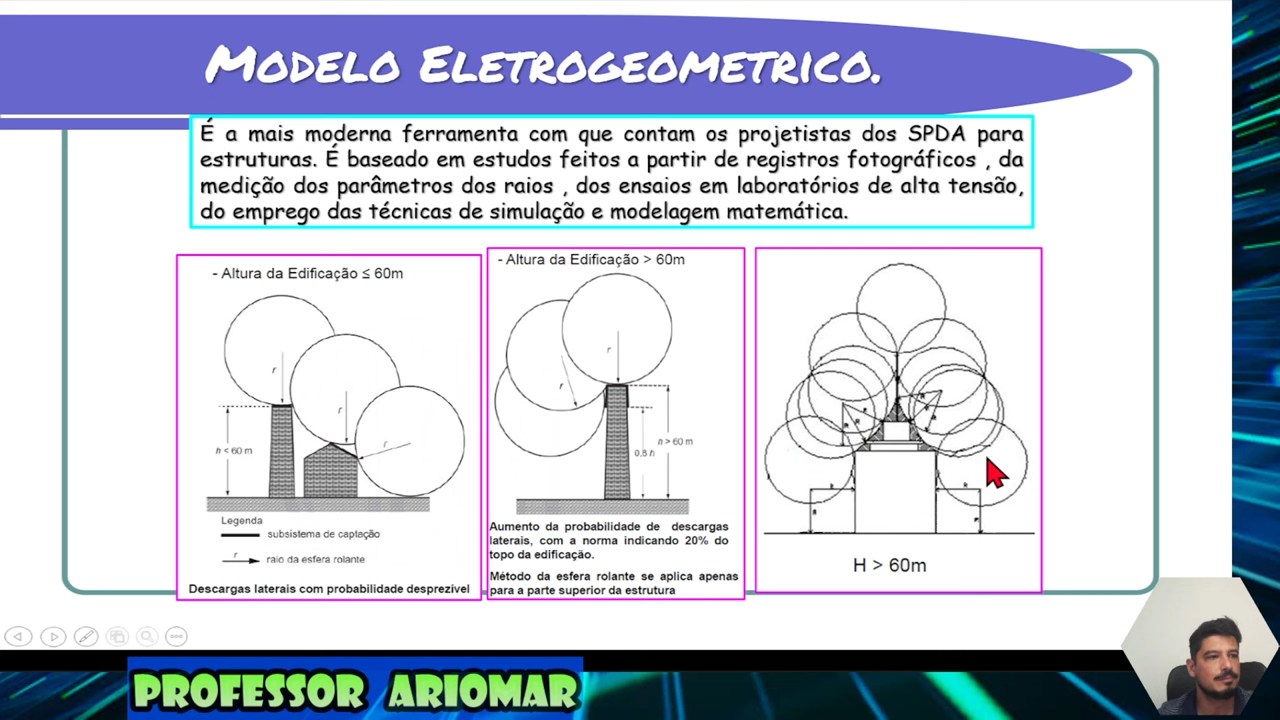 Modelo Eletrogeometrico.
É a mais moderna ferramenta com que contam os projetistas dos SPDA para
estruturas. É baseado em estudos feitos a partir de registros fotográficos , da
medição dos parâmetros dos raios , dos ensaios em laboratórios de alta tensão,
do emprego das técnicas de simulação e modelagem matemática.
- Altura da Edificação ≤ 60m
r
r
r
h < 60 m
Legenda
subsistema de captação
r
raio da esfera rolante
Descargas laterais com probabilidade desprezível
- Altura da Edificação > 60m
r
r
h > 60 m
0,8 h
Aumento da probabilidade de descargas
laterais, com a norma indicando 20% do
topo da edificação.
Método da esfera rolante se aplica apenas
para a parte superior da estrutura
H > 60m
PROFESSOR ARIOMAR